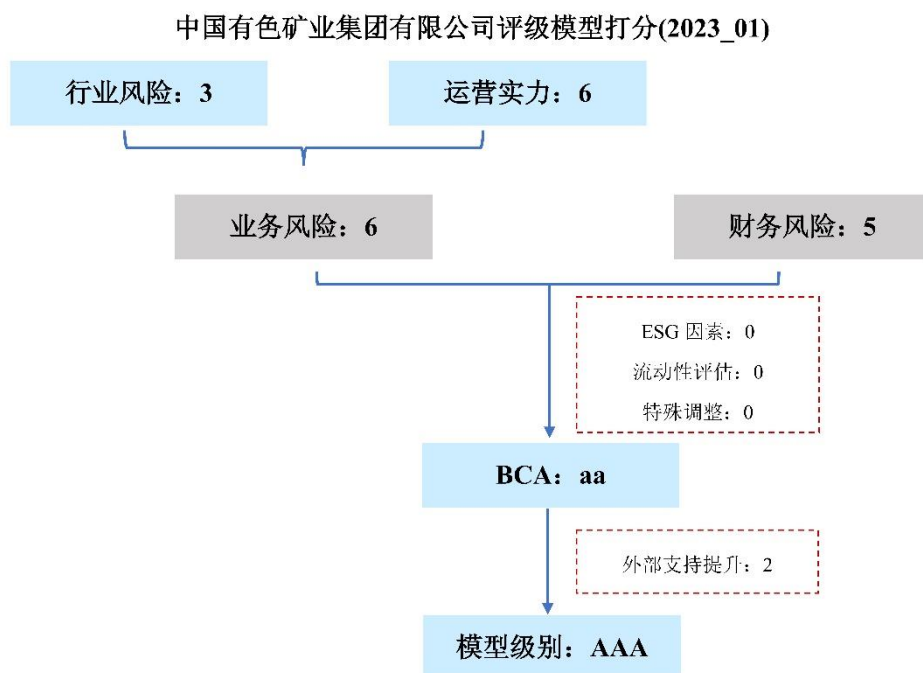 中国有色矿业集团有限公司评级模型打分(2023_01)
行业风险：3
运营实力：6
业务风险：6
财务风险：5
ESG 因素：0
流动性评估：0
特殊调整：0
BCA：aa
外部支持提升：2
模型级别：AAA